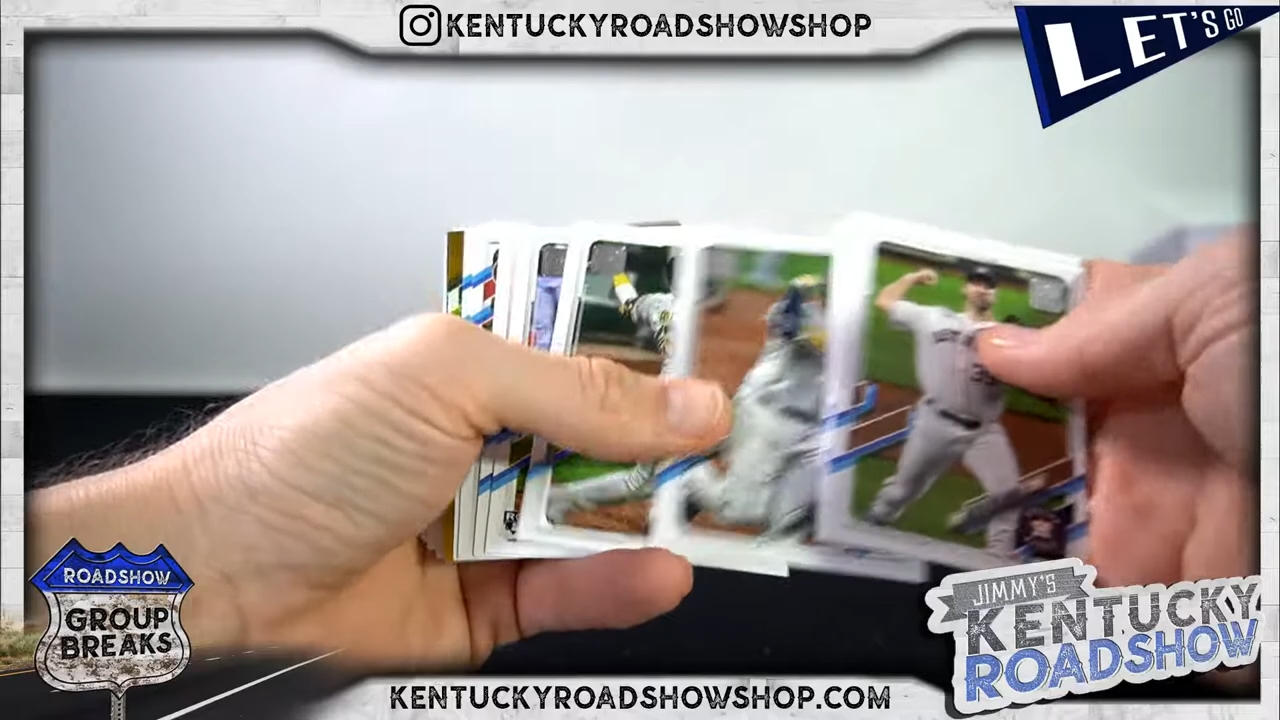 KENTUCKYROADSHOWSHOP
LET'S GO
ROADSHOW
GROUP
BREAKS
JIMMY'S
KENTUCKY
ROADSHOW
KENTUCKYROADSHOWSHOP.COM